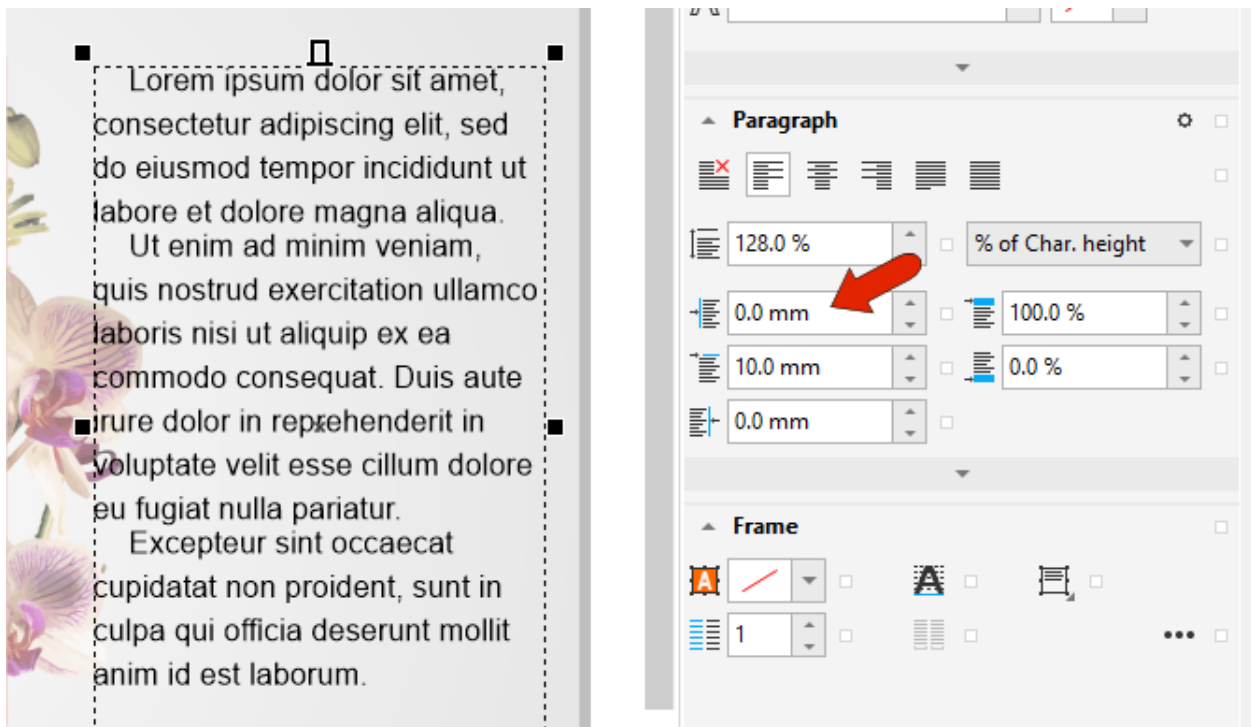 Lorem ipsum dolor sit amet,
consectetur adipiscing elit, sed
do eiusmod tempor incididunt ut
labore et dolore magna aliqua.
Ut enim ad minim veniam,
quis nostrud exercitation ullamco
laboris nisi ut aliquip ex ea
commodo consequat. Duis aute
irure dolor in reprehenderit in
voluptate velit esse cillum dolore
eu fugiat nulla pariatur.
Excepteur sint occaecat
cupidatat non proident, sunt in
culpa qui officia deserunt mollit
anim id est laborum.
Paragraph
128.0 %
% of Char. height
0.0 mm
100.0 %
10.0 mm
0.0 %
0.0 mm
Frame
A
A
1